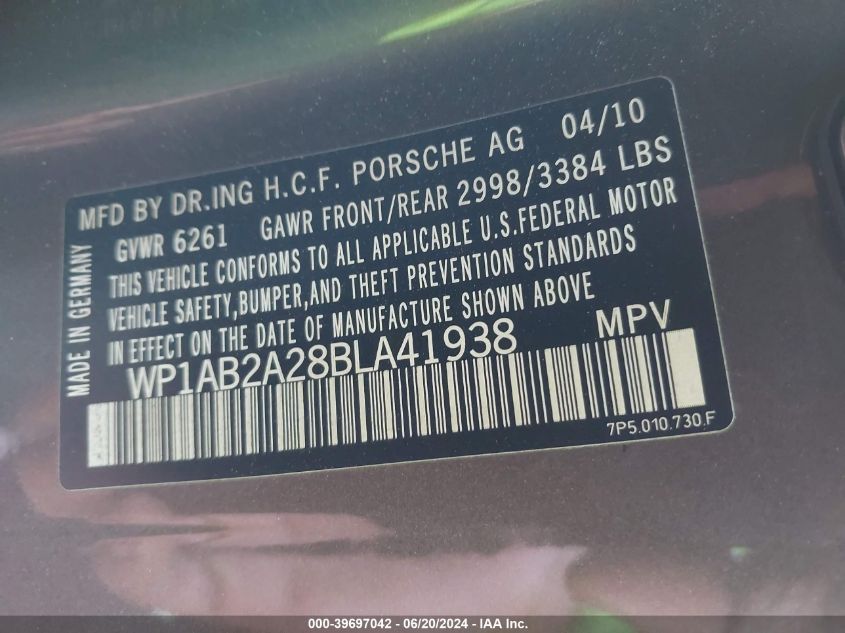 MFD BY DR.ING H.C.F. PORSCHE AG 04/10
GVWR 6261 GAWR FRONT/REAR 2998/3384 LBS
THIS VEHICLE CONFORMS TO ALL APPLICABLE U.S.FEDERAL MOTOR
VEHICLE SAFETY,BUMPER,AND THEFT PREVENTION STANDARDS
IN EFFECT ON THE DATE OF MANUFACTURE SHOWN ABOVE
WP1AB2A28BLA41938 MPV
7P5.010.730.F
MADE IN GERMANY
000-39697042 - 06/20/2024 - IAA Inc.